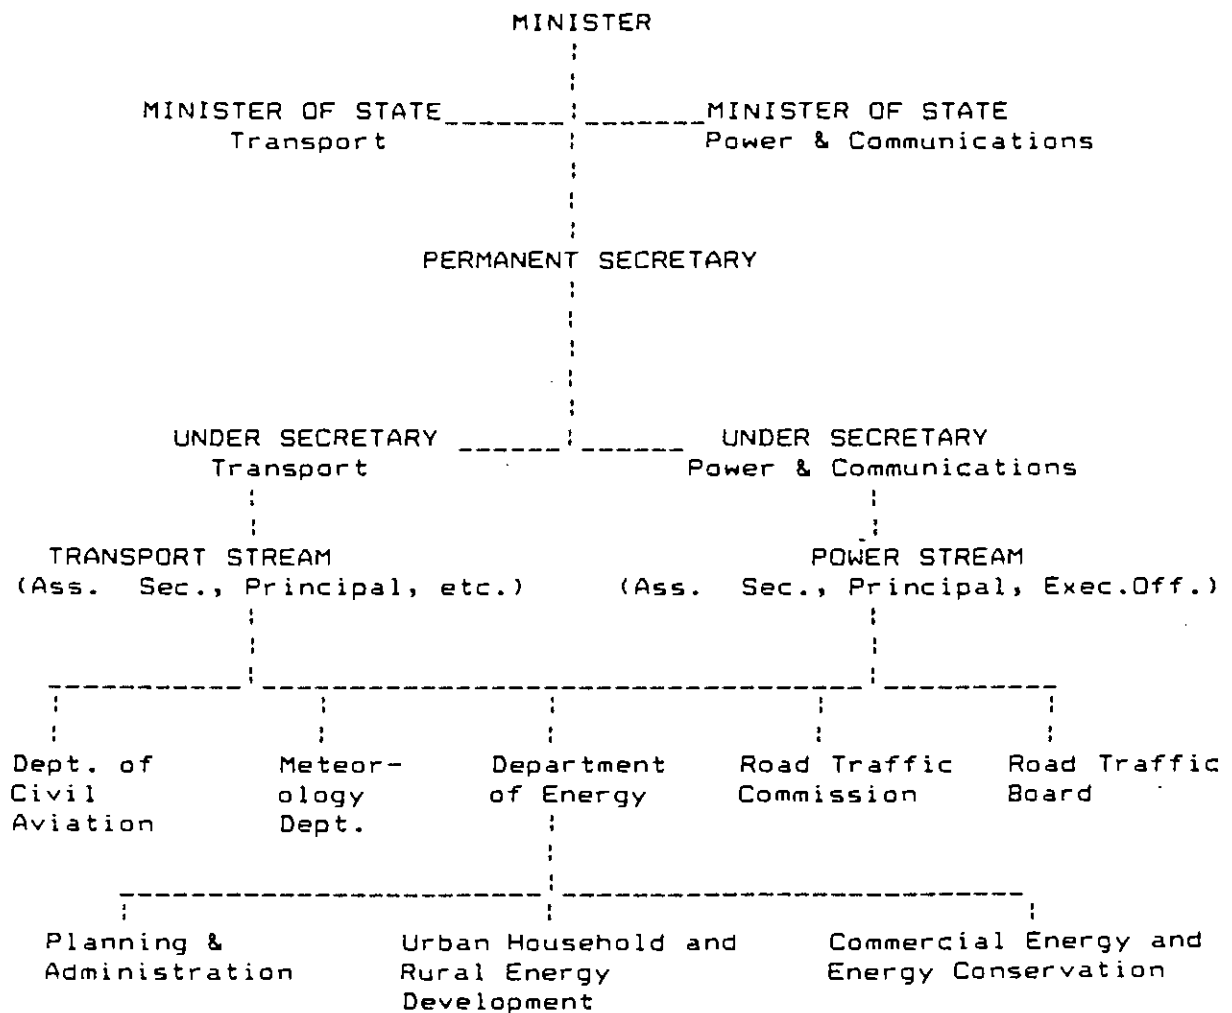 MINISTER
MINISTER OF STATE
Transport
MINISTER OF STATE
Power & Communications
PERMANENT SECRETARY
UNDER SECRETARY
Transport
UNDER SECRETARY
Power & Communications
TRANSPORT STREAM
(Ass. Sec., Principal, etc.)
POWER STREAM
(Ass. Sec., Principal, Exec.Off.)
Dept. of
Civil
Aviation
Meteor-
ology
Dept.
Department
of Energy
Road Traffic
Commission
Road Traffic
Board
Planning &
Administration
Urban Household and
Rural Energy
Development
Commercial Energy and
Energy Conservation